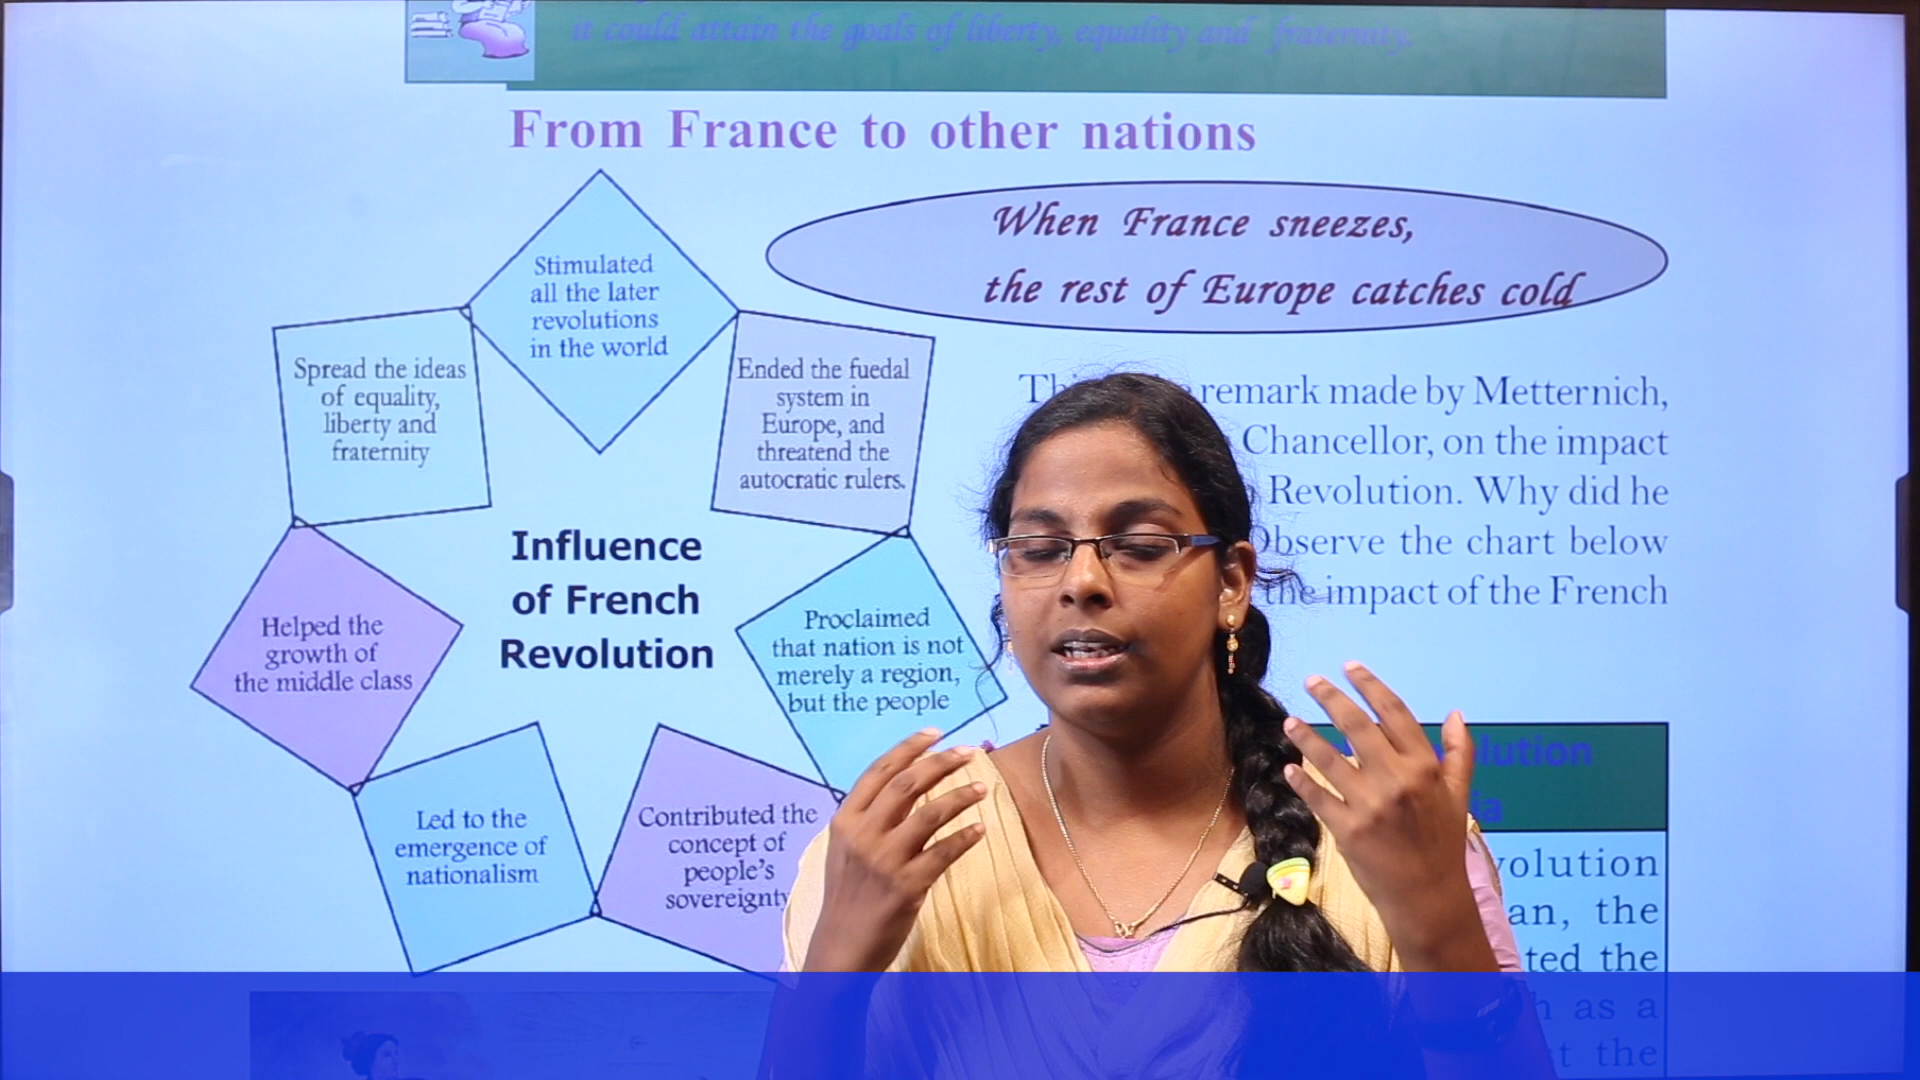 it could attain the goals of liberty, equality and fraternity.
From France to other nations
When France sneezes,
the rest of Europe catches cold
Stimulated
all the later
revolutions
in the world
Spread the ideas
of equality,
liberty and
fraternity
Ended the fuedal
system in
Europe, and
threatend the
autocratic rulers.
remark made by Metternich,
Chancellor, on the impact
Revolution. Why did he
Observe the chart below
the impact of the French
Influence
of French
Revolution
Helped the
growth of
the middle class
Proclaimed
that nation is not
merely a region,
but the people
Led to the
emergence of
nationalism
Contributed the
concept of
people's
sovereignty
the
ted the
as a
the